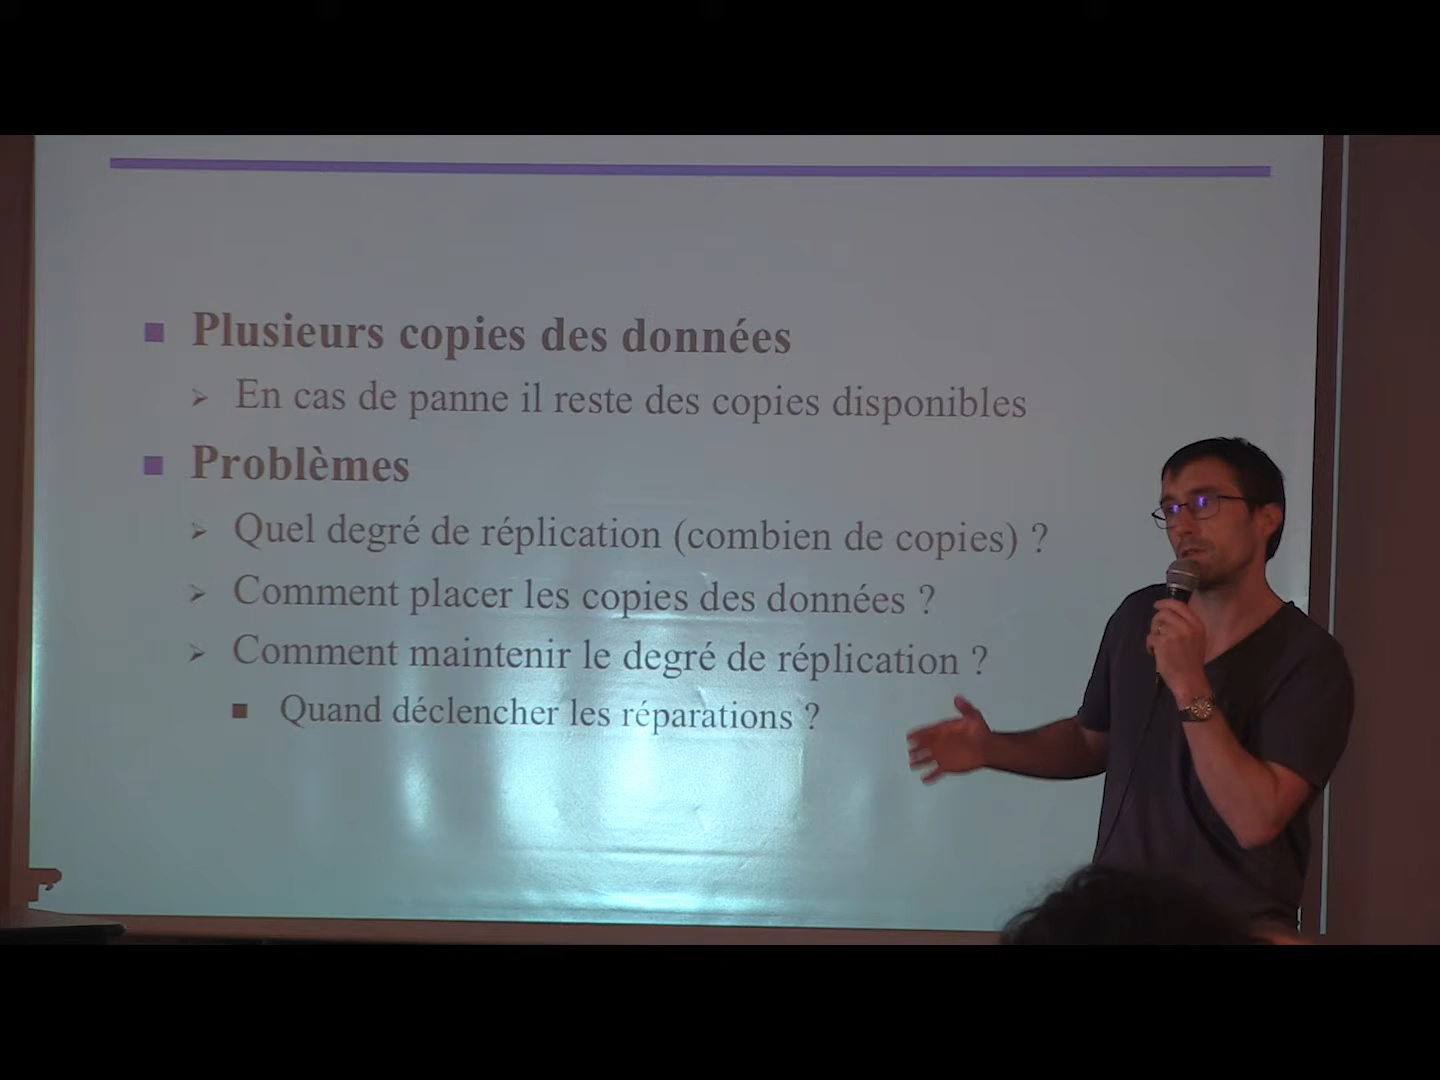 Plusieurs copies des données
En cas de panne il reste des copies disponibles
Problèmes
Quel degré de réplication (combien de copies) ?
Comment placer les copies des données ?
Comment maintenir le degré de réplication ?
Quand déclencher les réparations ?